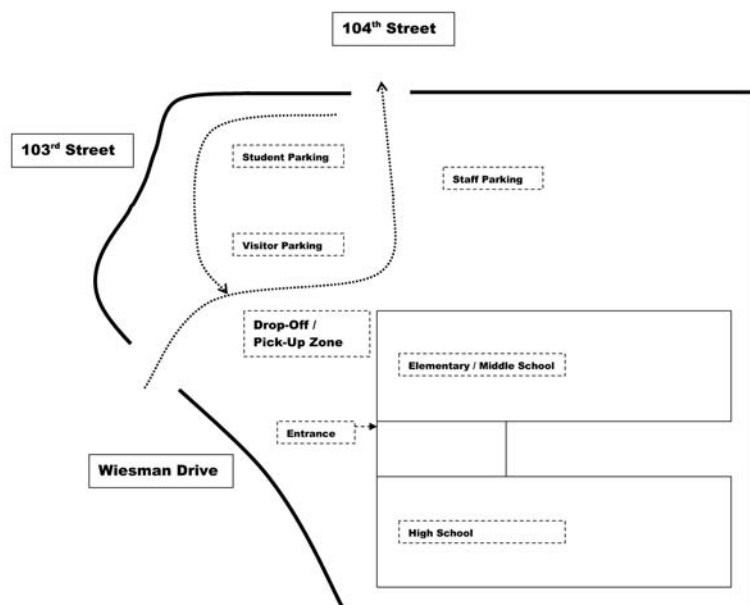 104th Street
103rd Street
Student Parking
Staff Parking
Visitor Parking
Drop-Off /
Pick-Up Zone
Elementary / Middle School
Entrance
Wiesman Drive
High School